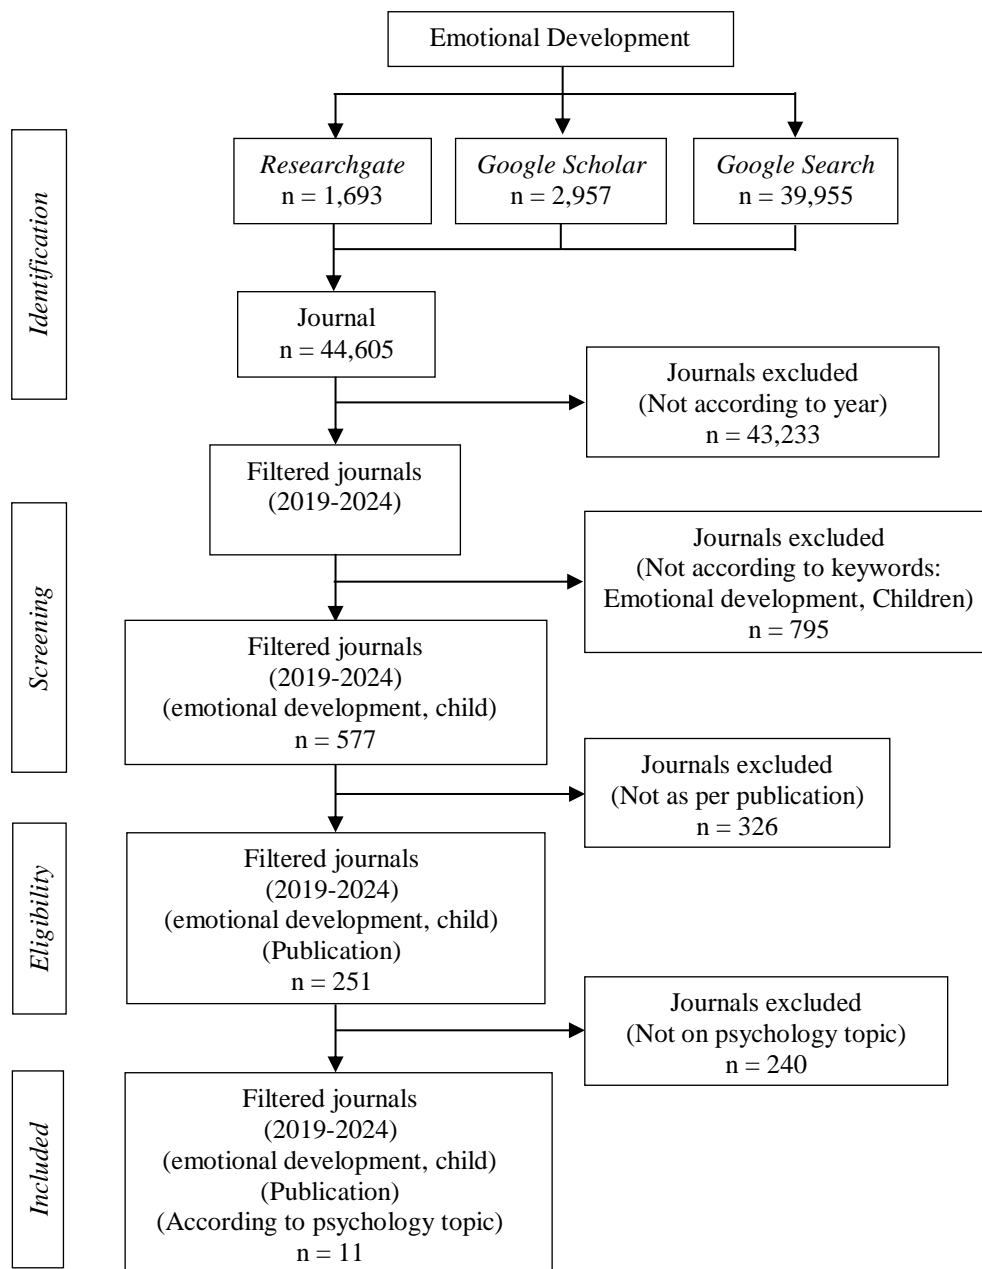 Emotional Development
Identification
Researchgate
n = 1,693
Google Scholar
n = 2,957
Google Search
n = 39,955
Journal
n = 44,605
Journals excluded
(Not according to year)
n = 43,233
Filtered journals
(2019-2024)
Screening
Journals excluded
(Not according to keywords:
Emotional development, Children)
n = 795
Filtered journals
(2019-2024)
(emotional development, child)
n = 577
Journals excluded
(Not as per publication)
n = 326
Eligibility
Filtered journals
(2019-2024)
(emotional development, child)
(Publication)
n = 251
Journals excluded
(Not on psychology topic)
n = 240
Included
Filtered journals
(2019-2024)
(emotional development, child)
(Publication)
(According to psychology topic)
n = 11